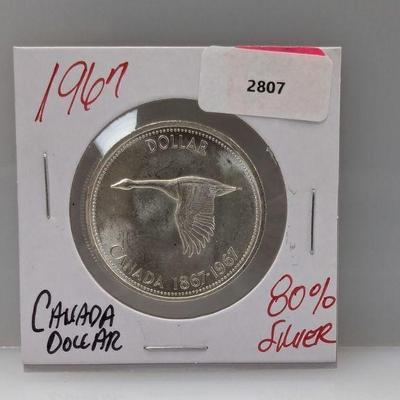 1967
2807
DOLLAR
CANADA 1867-1967
CANADA
DOLLAR
80%
SILVER